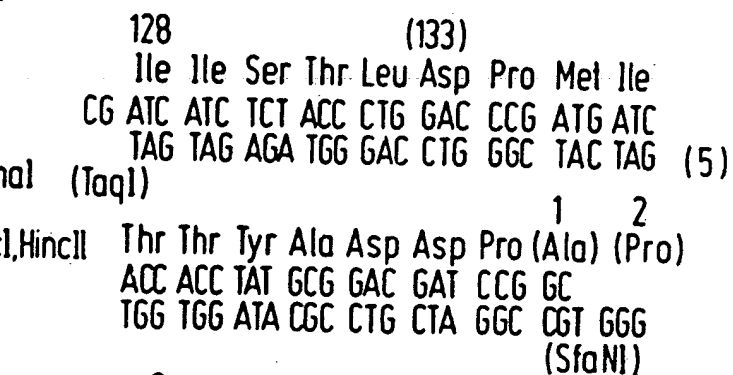 128 (133)
Ile Ile Ser Thr Leu Asp Pro Met Ile
CG ATC ATC TCT ACC CTG GAC CCG ATG ATC
TAG TAG AGA TGG GAC CTG GGC TAC TAG (5)
(TaqI)
1 2
HincII Thr Thr Tyr Ala Asp Asp Pro (Ala) (Pro)
ACC ACC TAT GCG GAC GAT CCG GC
TGG TGG ATA CGC CTG CTA GGC CGT GGG
(SfaNI)